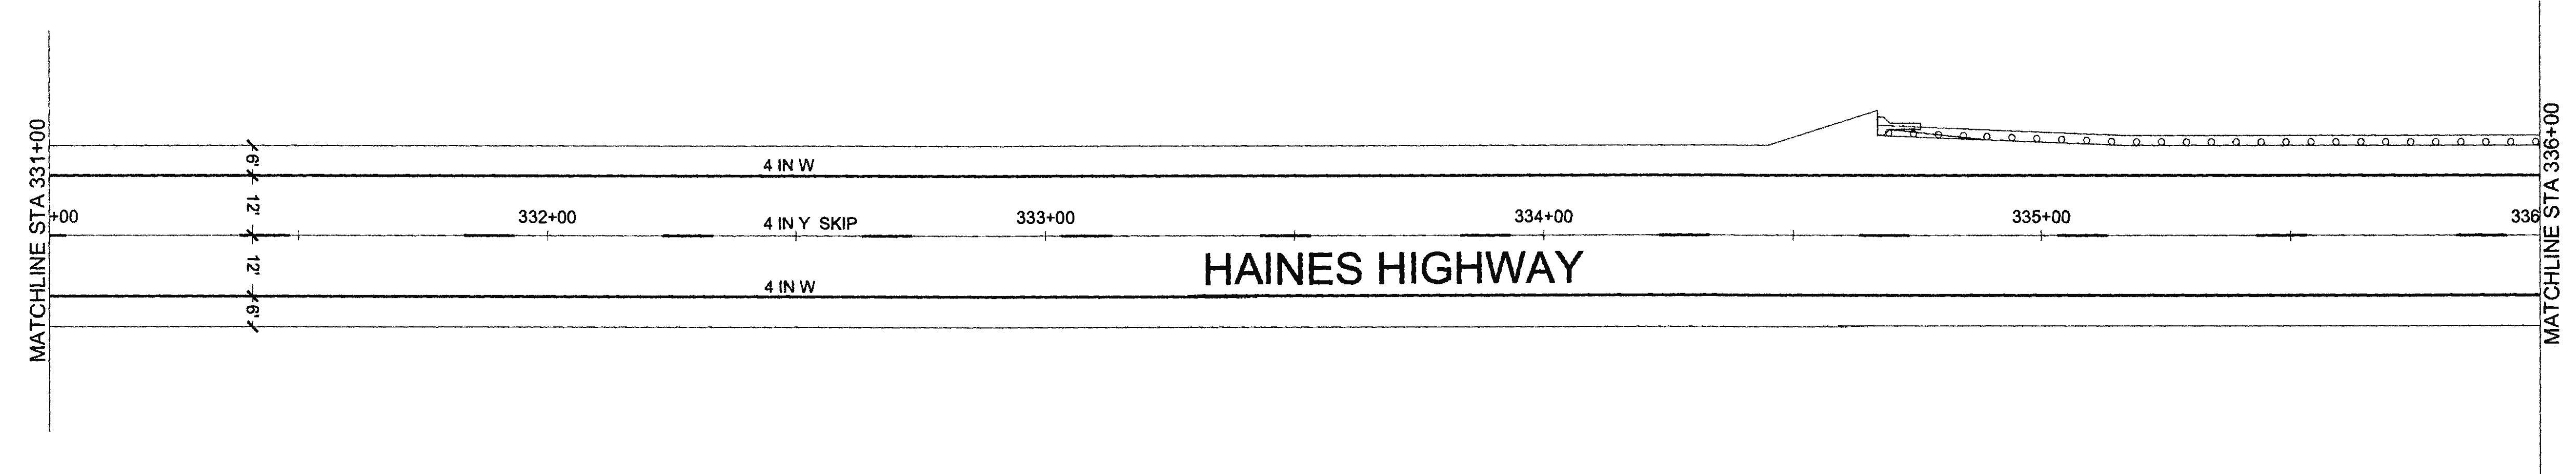 MATCHLINE STA 331+00
6'
4 IN W
12'
+00
332+00
4 IN Y SKIP
333+00
334+00
335+00
336
12'
HAINES HIGHWAY
4 IN W
6'
MATCHLINE STA 336+00